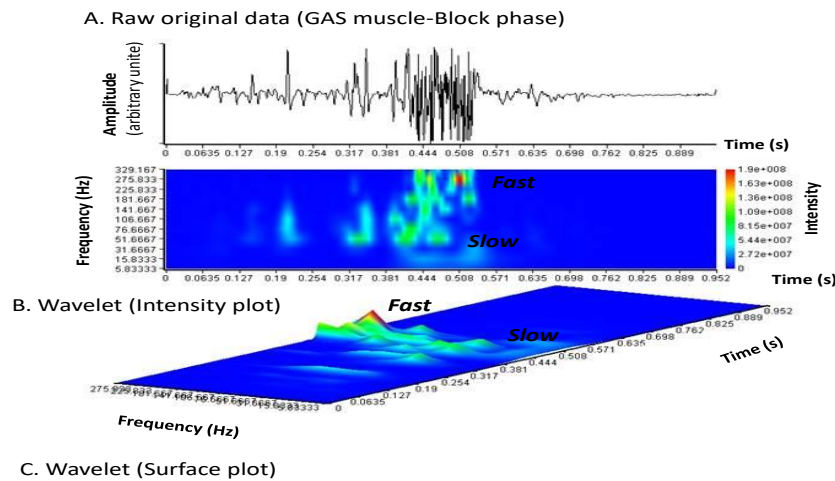 A. Raw original data (GAS muscle-Block phase)
Amplitude
(arbitrary unite)
Time (s)
0 0.0635 0.127 0.19 0.254 0.317 0.381 0.444 0.508 0.571 0.635 0.698 0.762 0.825 0.889
Frequency (Hz)
329.167
275.833
225.833
181.667
141.667
106.667
76.6667
51.6667
31.6667
15.8333
5.83333
Fast
Slow
1.9e+008
1.63e+008
1.36e+008
1.09e+008
8.15e+007
5.44e+007
2.72e+007
0
Intensity
0 0.0635 0.127 0.19 0.254 0.317 0.381 0.444 0.508 0.571 0.635 0.698 0.762 0.825 0.889 0.952
Time (s)
B. Wavelet (Intensity plot)
Fast
Slow
0 0.0635 0.127 0.19 0.254 0.317 0.381 0.444 0.508 0.571 0.635 0.698 0.762 0.825 0.889 0.952
Time (s)
Frequency (Hz)
C. Wavelet (Surface plot)